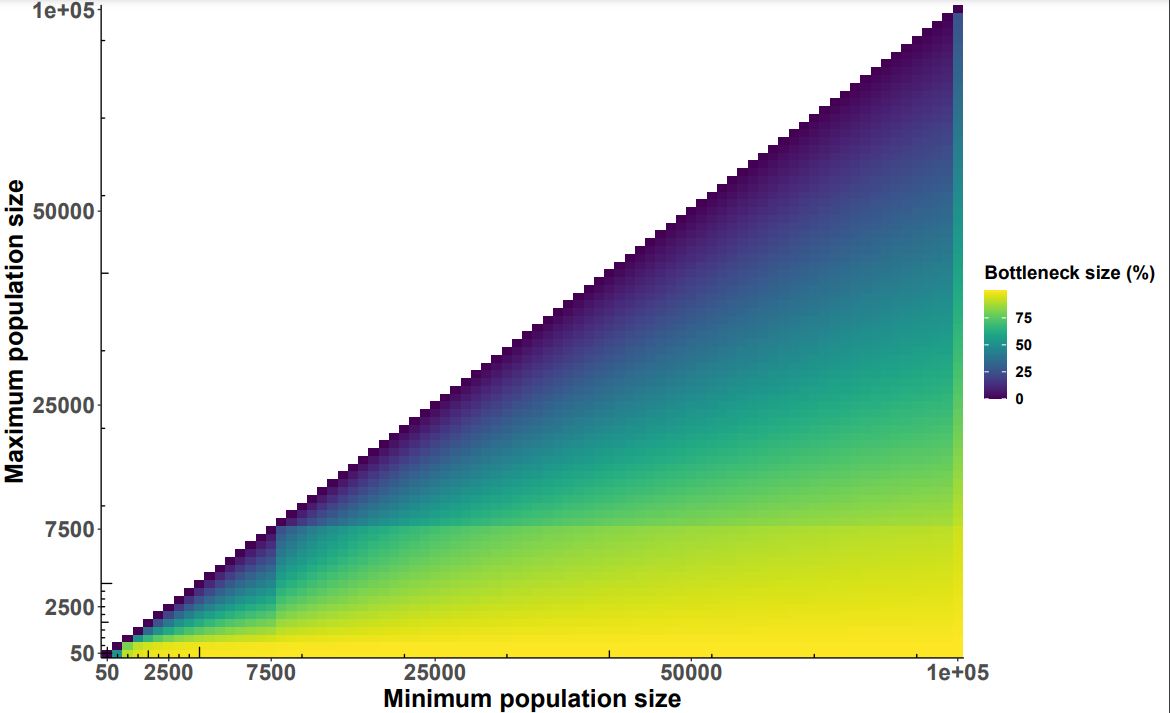 1e+05
50000
25000
7500
2500
50
Maximum population size
50 2500 7500 25000 50000 1e+05
Minimum population size
Bottleneck size (%)
75
50
25
0